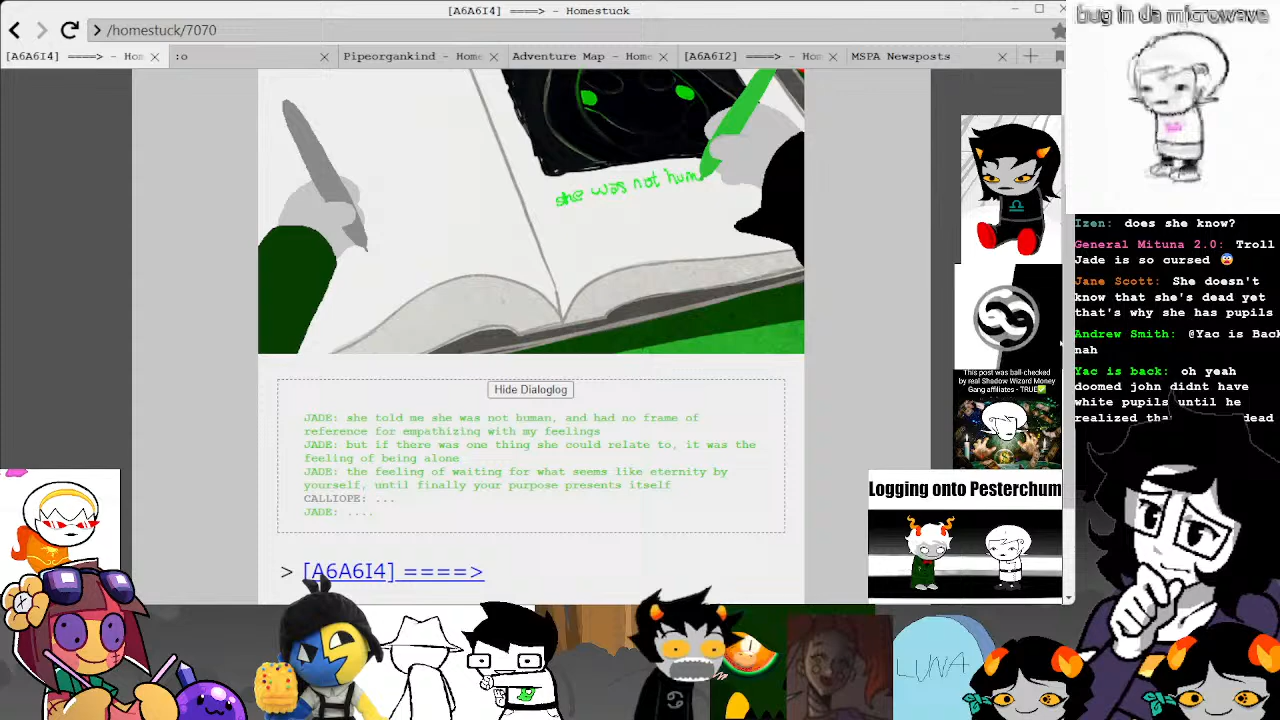 [A6A6I4] ====> - Homestuck
/homestuck/7070
[A6A6I4] ====> - Hom
:o
Pipeorgankind - Home
Adventure Map - Home
[A6A6I2] ====> - Hom
MSPA Newsposts
bug in da microwave
she was not hum
Hide Dialoglog
JADE: she told me she was not human, and had no frame of
reference for empathizing with my feelings
JADE: but if there was one thing she could relate to, it was the
feeling of being alone
JADE: the feeling of waiting for what seems like eternity by
yourself, until finally your purpose presents itself
CALLIOPE: ...
JADE: ....
> [A6A6I4] ====>
Izen: does she know?
General Mituna 2.0: Troll
Jade is so cursed 😨
Jane Scott: She doesn't
know that she's dead yet
that's why she has pupils
Andrew Smith: @Yac is Back
nah
Yac is back: oh yeah
doomed john didnt have
white pupils until he
realized tha dead
This post was ball-checked
by real Shadow Wizard Money
Gang affiliates - TRUE✅
Logging onto Pesterchum
LUNA